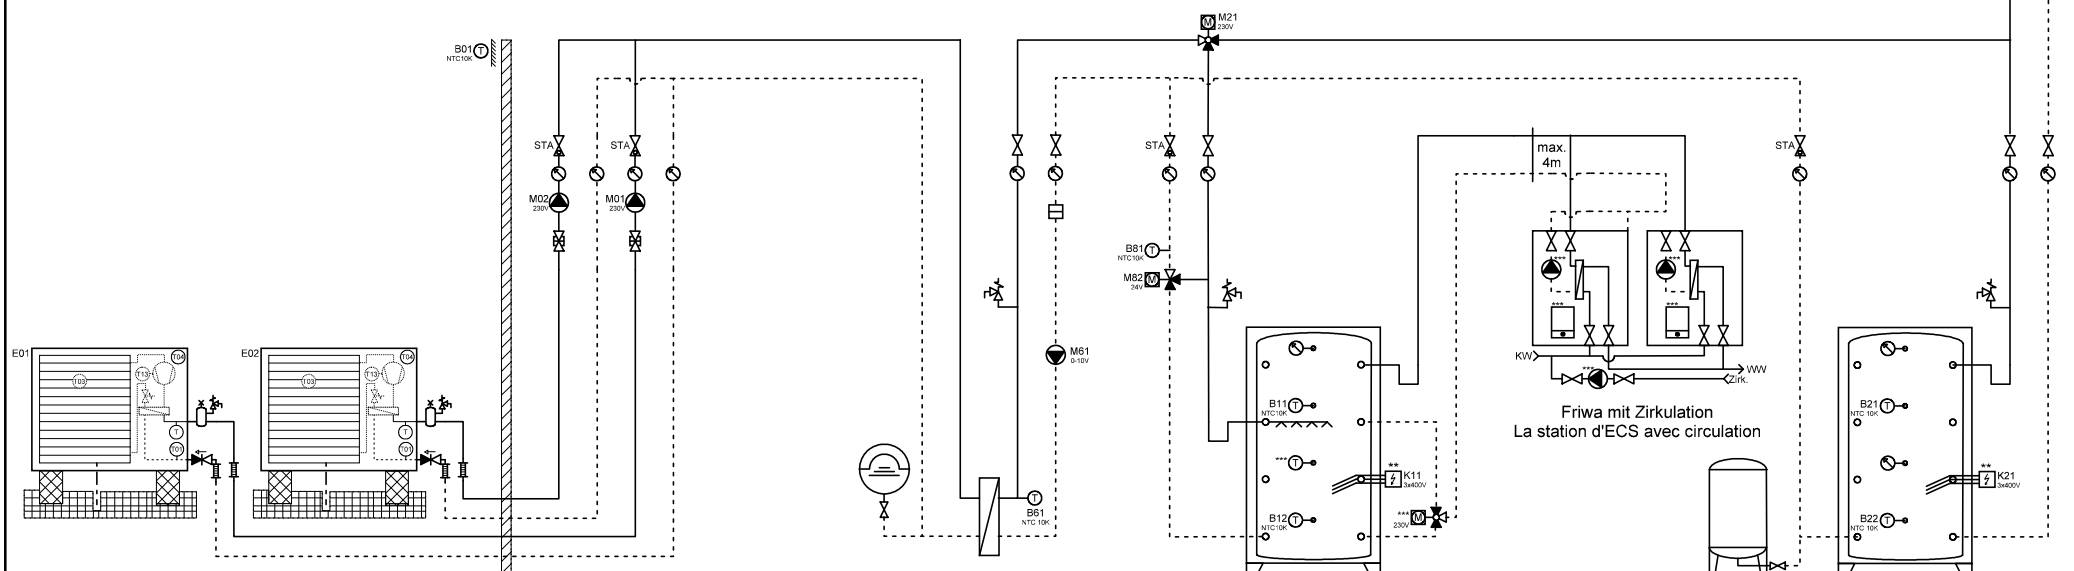 M21
230V
B01 T
NTC10K
STA
STA
STA
STA
max.
4m
M02
230V
M01
230V
B81 T
NTC10K
M82 M
24V
***
***
***
***
E01
T04
T13
T03
T
T01
E02
T04
T13
T03
T
T01
M61
0-10V
KW
WW
***
Zirk.
Friwa mit Zirkulation
La station d'ECS avec circulation
B11 T
NTC10K
*** T
**
K11
3x400V
B12 T
NTC10K
*** M
230V
T
B61
NTC 10K
B21 T
NTC 10K
**
K21
3x400V
B22 T
NTC 10K